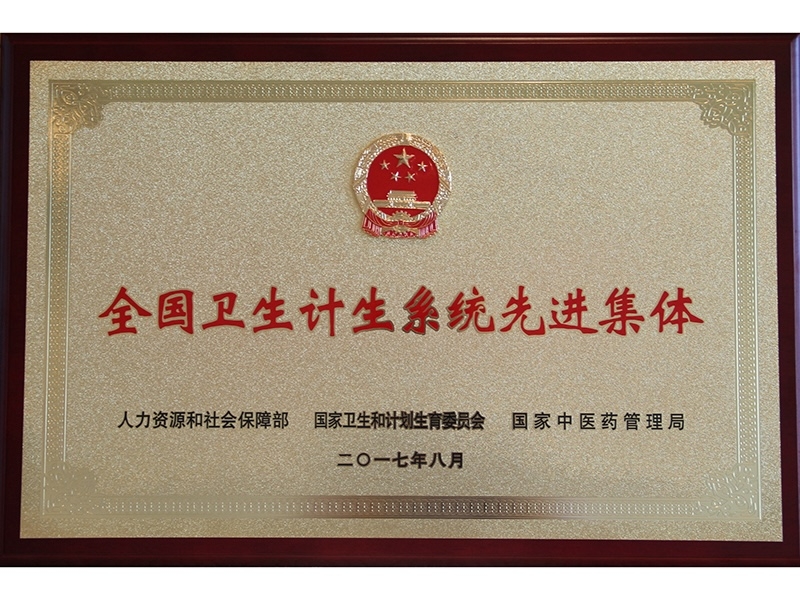 全国卫生计生系统先进集体
人力资源和社会保障部 国家卫生和计划生育委员会 国家中医药管理局
二〇一七年八月